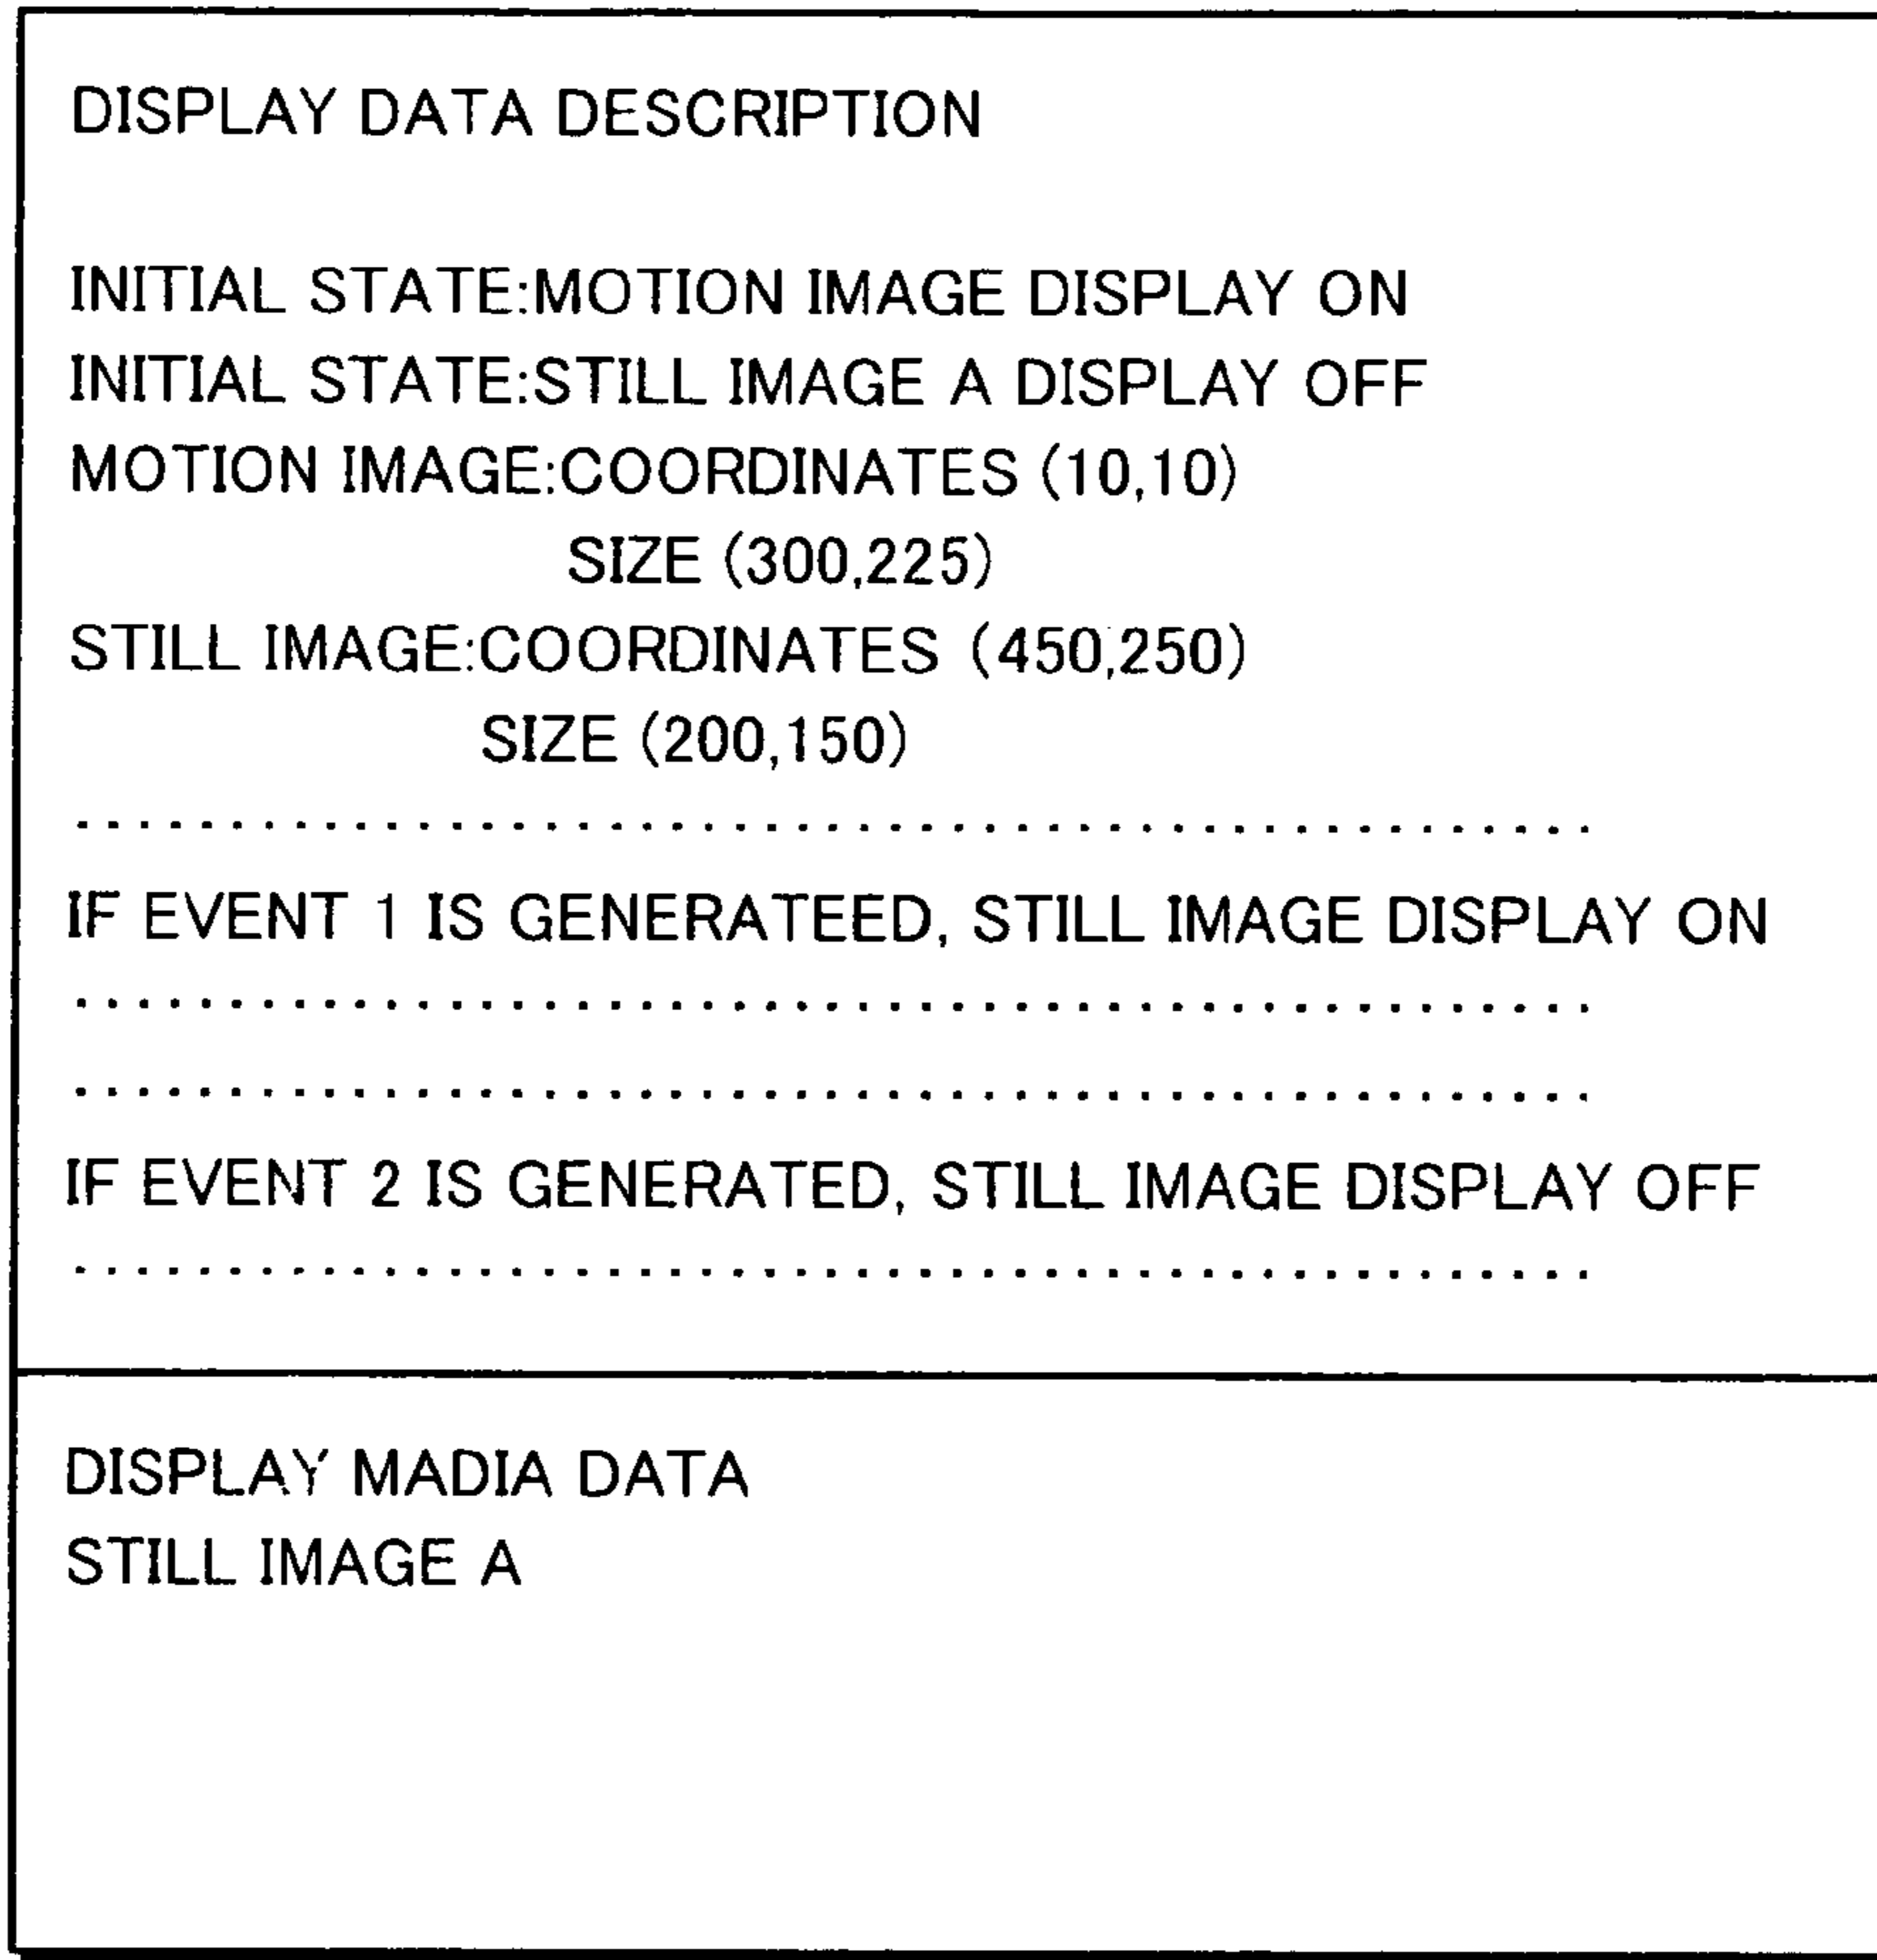 DISPLAY DATA DESCRIPTION
INITIAL STATE:MOTION IMAGE DISPLAY ON
INITIAL STATE:STILL IMAGE A DISPLAY OFF
MOTION IMAGE:COORDINATES (10,10)
SIZE (300,225)
STILL IMAGE:COORDINATES (450,250)
SIZE (200,150)
................................................
IF EVENT 1 IS GENERATEED, STILL IMAGE DISPLAY ON
................................................
................................................
IF EVENT 2 IS GENERATED, STILL IMAGE DISPLAY OFF
................................................
DISPLAY MADIA DATA
STILL IMAGE A